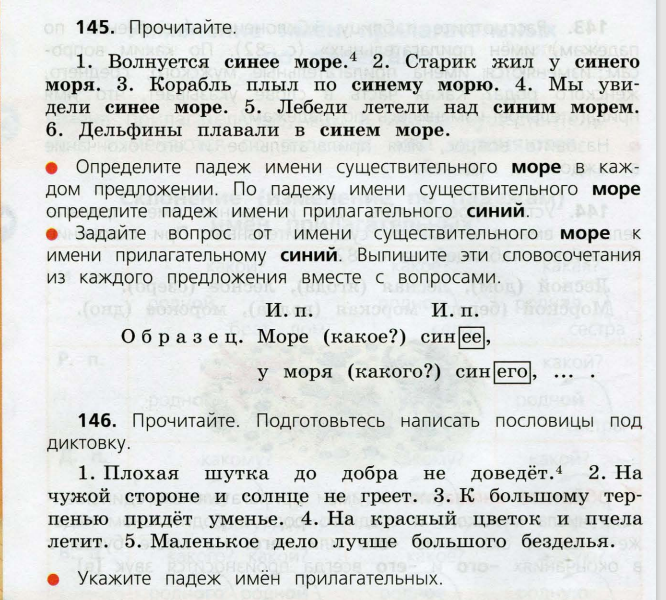 145. Прочитайте.
1. Волнуется синее море.⁴ 2. Старик жил у синего
моря. 3. Корабль плыл по синему морю. 4. Мы уви-
дели синее море. 5. Лебеди летели над синим морем.
6. Дельфины плавали в синем море.
● Определите падеж имени существительного море в каж-
дом предложении. По падежу имени существительного море
определите падеж имени прилагательного синий.
● Задайте вопрос от имени существительного море к
имени прилагательному синий. Выпишите эти словосочетания
из каждого предложения вместе с вопросами.
И. п. И. п.
Образец. Море (какое?) синее,
у моря (какого?) синего, ... .
146. Прочитайте. Подготовьтесь написать пословицы под
диктовку.
1. Плохая шутка до добра не доведёт.⁴ 2. На
чужой стороне и солнце не греет. 3. К большому тер-
пенью придёт уменье. 4. На красный цветок и пчела
летит. 5. Маленькое дело лучше большого безделья.
● Укажите падеж имён прилагательных.